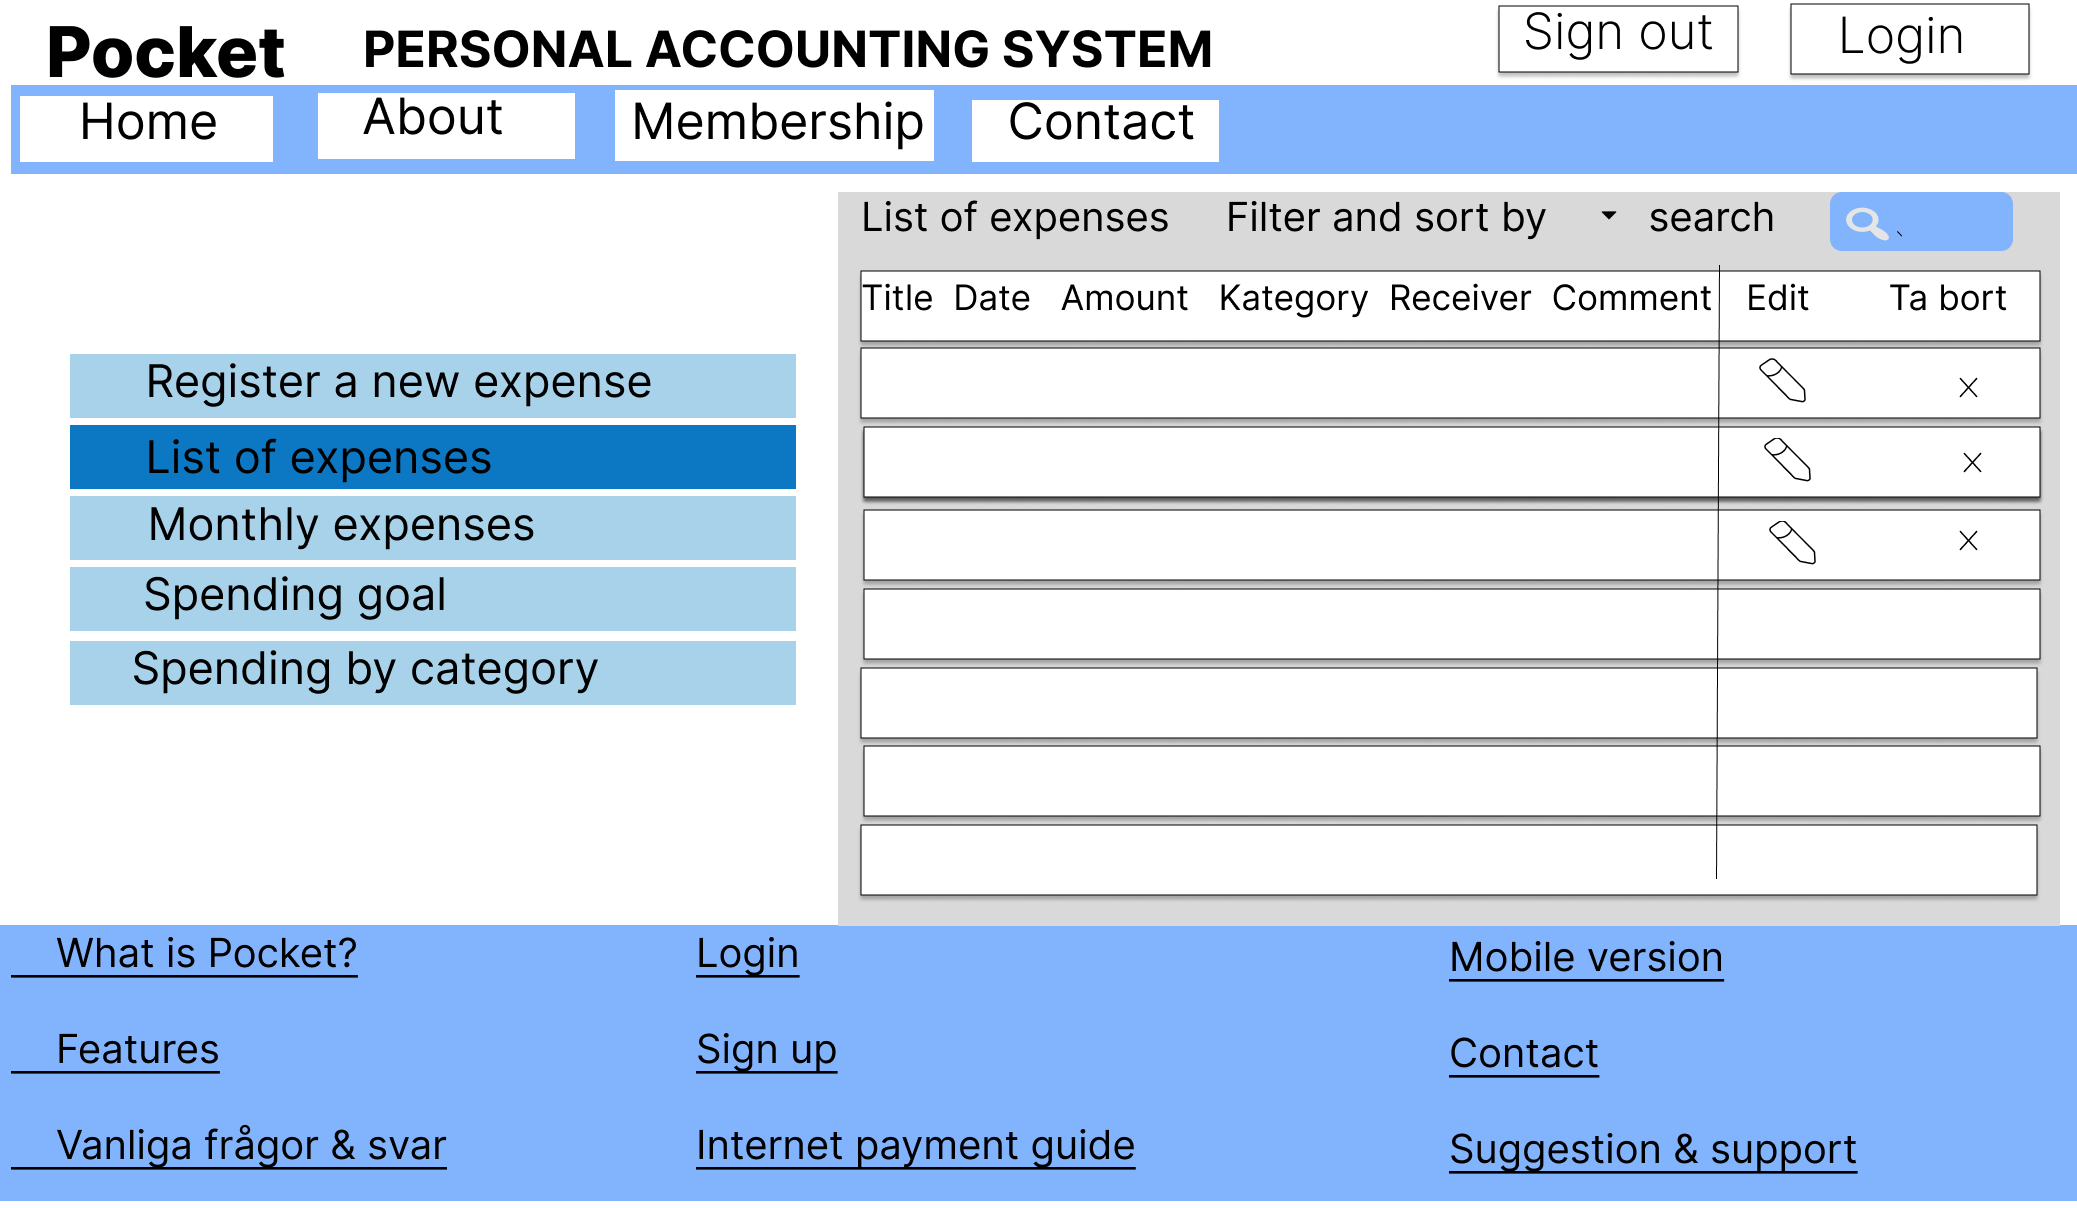 Pocket PERSONAL ACCOUNTING SYSTEM Sign out Login
Home About Membership Contact
List of expenses Filter and sort by search
Title Date Amount Kategory Receiver Comment Edit Ta bort
Register a new expense
List of expenses
Monthly expenses
Spending goal
Spending by category
What is Pocket? Login Mobile version
Features Sign up Contact
Vanliga frågor & svar Internet payment guide Suggestion & support